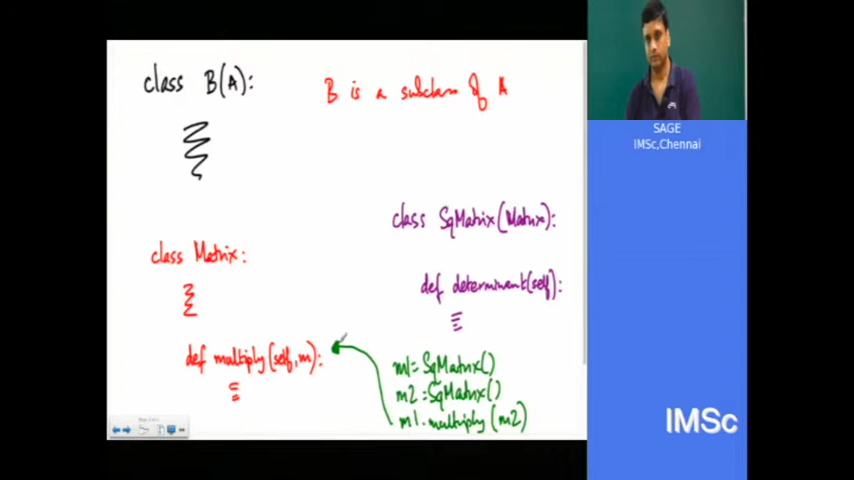 class B(A):
B is a subclass of A
class SqMatrix(Matrix):
def determinant(self):
class Matrix:
def multiply(self,m):
m1=SqMatrix()
m2=SqMatrix()
m1.multiply(m2)
SAGE
IMSc,Chennai
IMSc